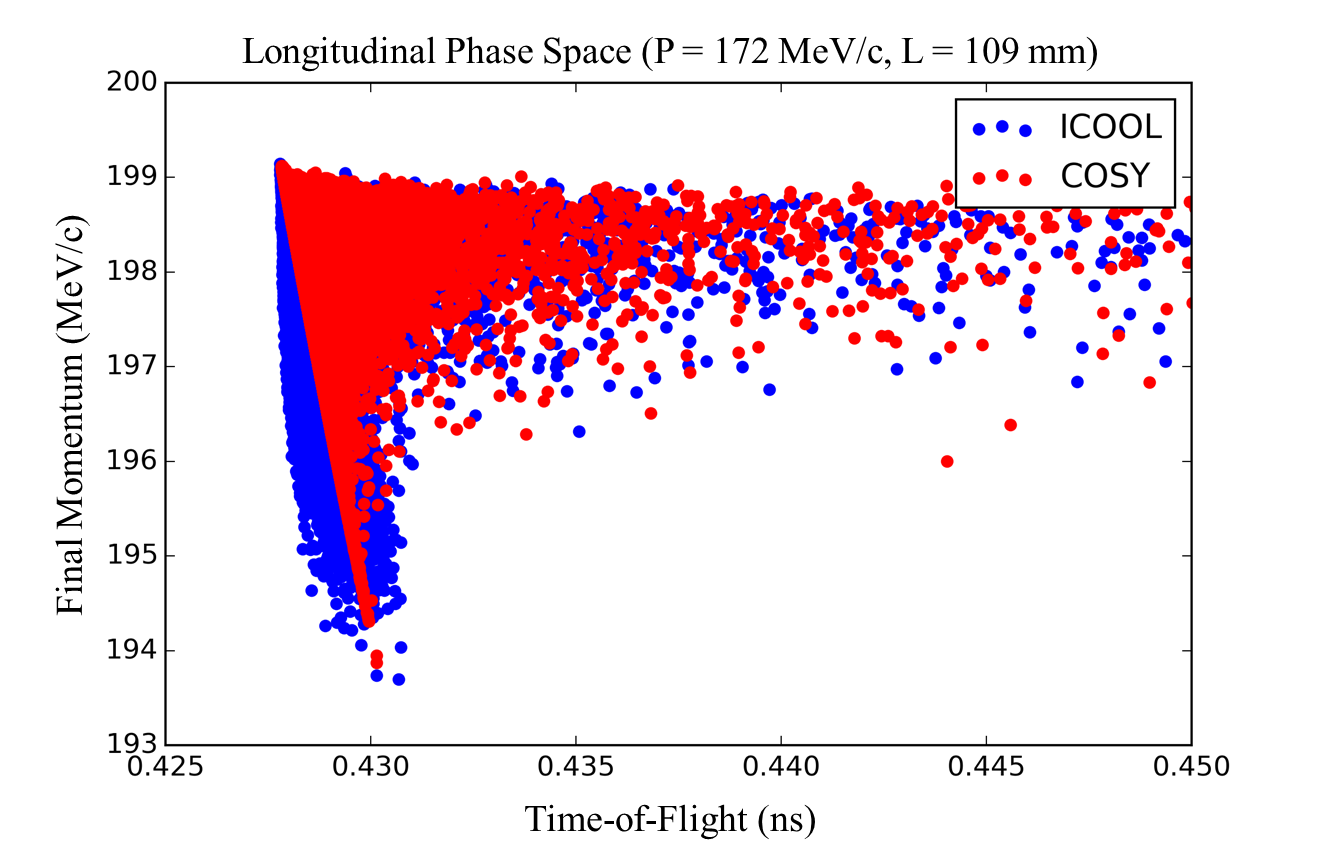 Longitudinal Phase Space (P = 172 MeV/c, L = 109 mm)
200
199
198
197
196
195
194
193
Final Momentum (MeV/c)
ICOOL
COSY
0.425 0.430 0.435 0.440 0.445 0.450
Time-of-Flight (ns)